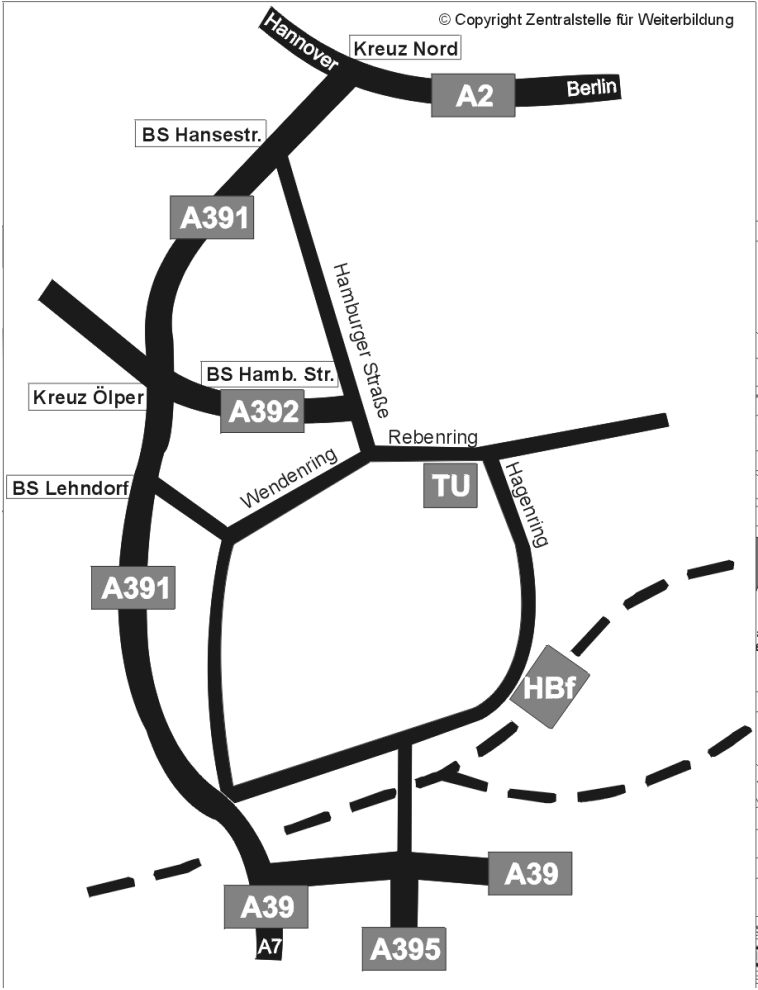 © Copyright Zentralstelle für Weiterbildung
Hannover
Kreuz Nord
A2
Berlin
BS Hansestr.
A391
Hamburger Straße
BS Hamb. Str.
Kreuz Ölper
A392
Rebenring
Wendenring
TU
Hagenring
BS Lehndorf
A391
HBf
A39
A39
A7
A395